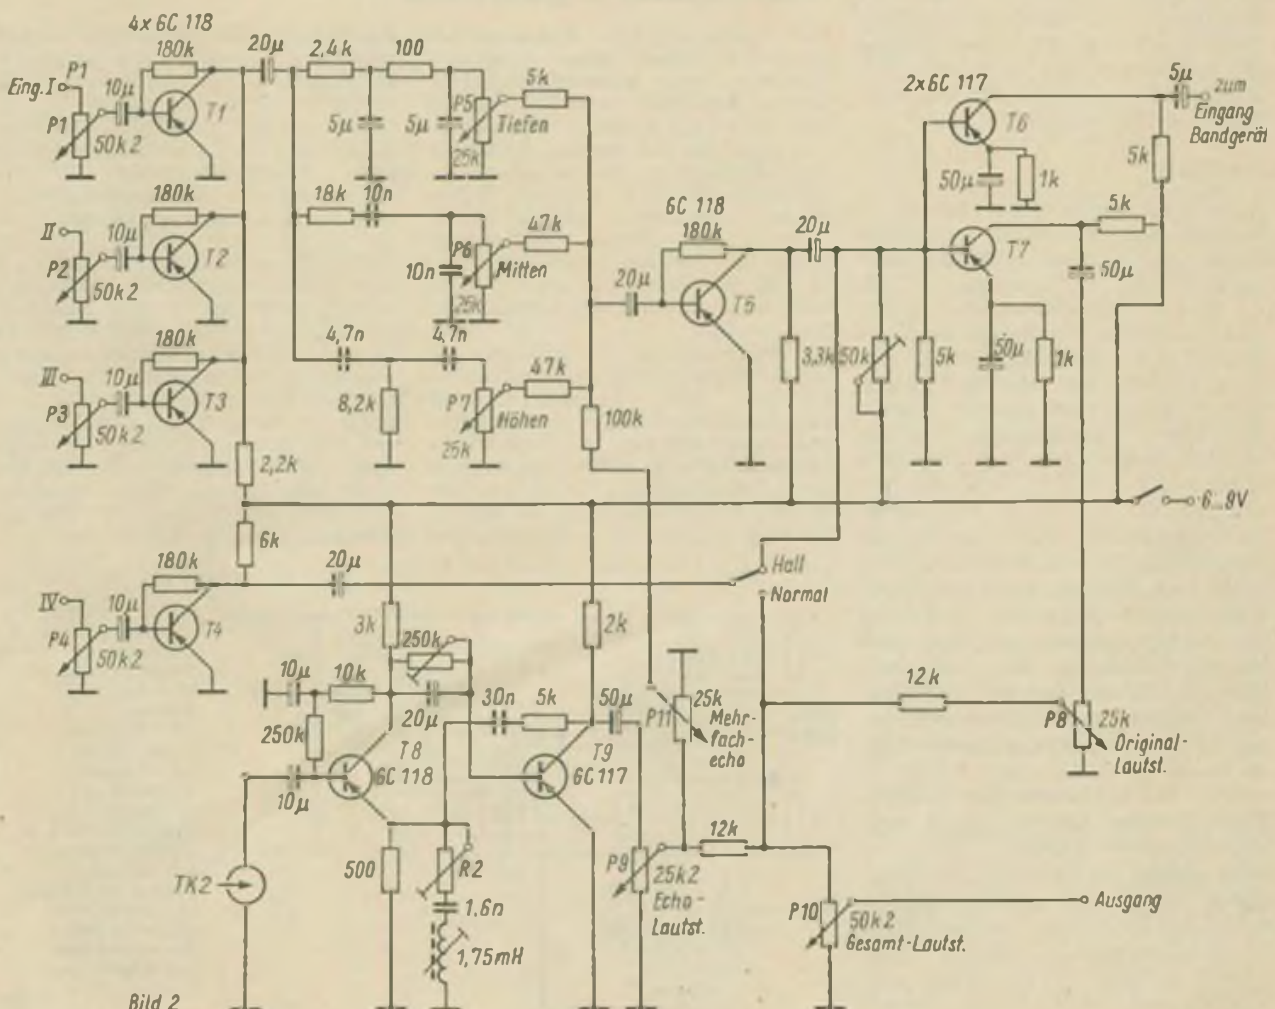 4x 6C 118
180k
20µ
2,4k
100
P1
Eing. I
10µ
T1
P1
50k2
5µ
5µ
P5
Tiefen
25k
5k
2x6C 117
T6
5µ
zum
Eingang
Bandgerät
50µ
1k
5k
180k
18k
10n
II
10µ
T2
P2
50k2
10n
P6
Mitten
25k
47k
6C 118
180k
20µ
20µ
T5
T7
5k
50µ
180k
4,7n
4,7n
III
10µ
T3
P3
50k2
8,2k
P7
Höhen
25k
47k
100k
3,3k
50k
5k
50µ
1k
2,2k
6...9V
6k
180k
20µ
Hall
Normal
IV
10µ
T4
P4
50k2
3k
250k
2k
10µ
10k
20µ
30n
5k
50µ
P11
25k
Mehr-
fach-
echo
12k
P8
25k
Original-
Lautst.
250k
T8
6C 118
T9
6C 117
10µ
12k
TK2
500
R2
P9
25k2
Echo-
Lautst.
1,6n
1,75mH
P10
50k2
Gesamt-Lautst.
Ausgang
Bild 2